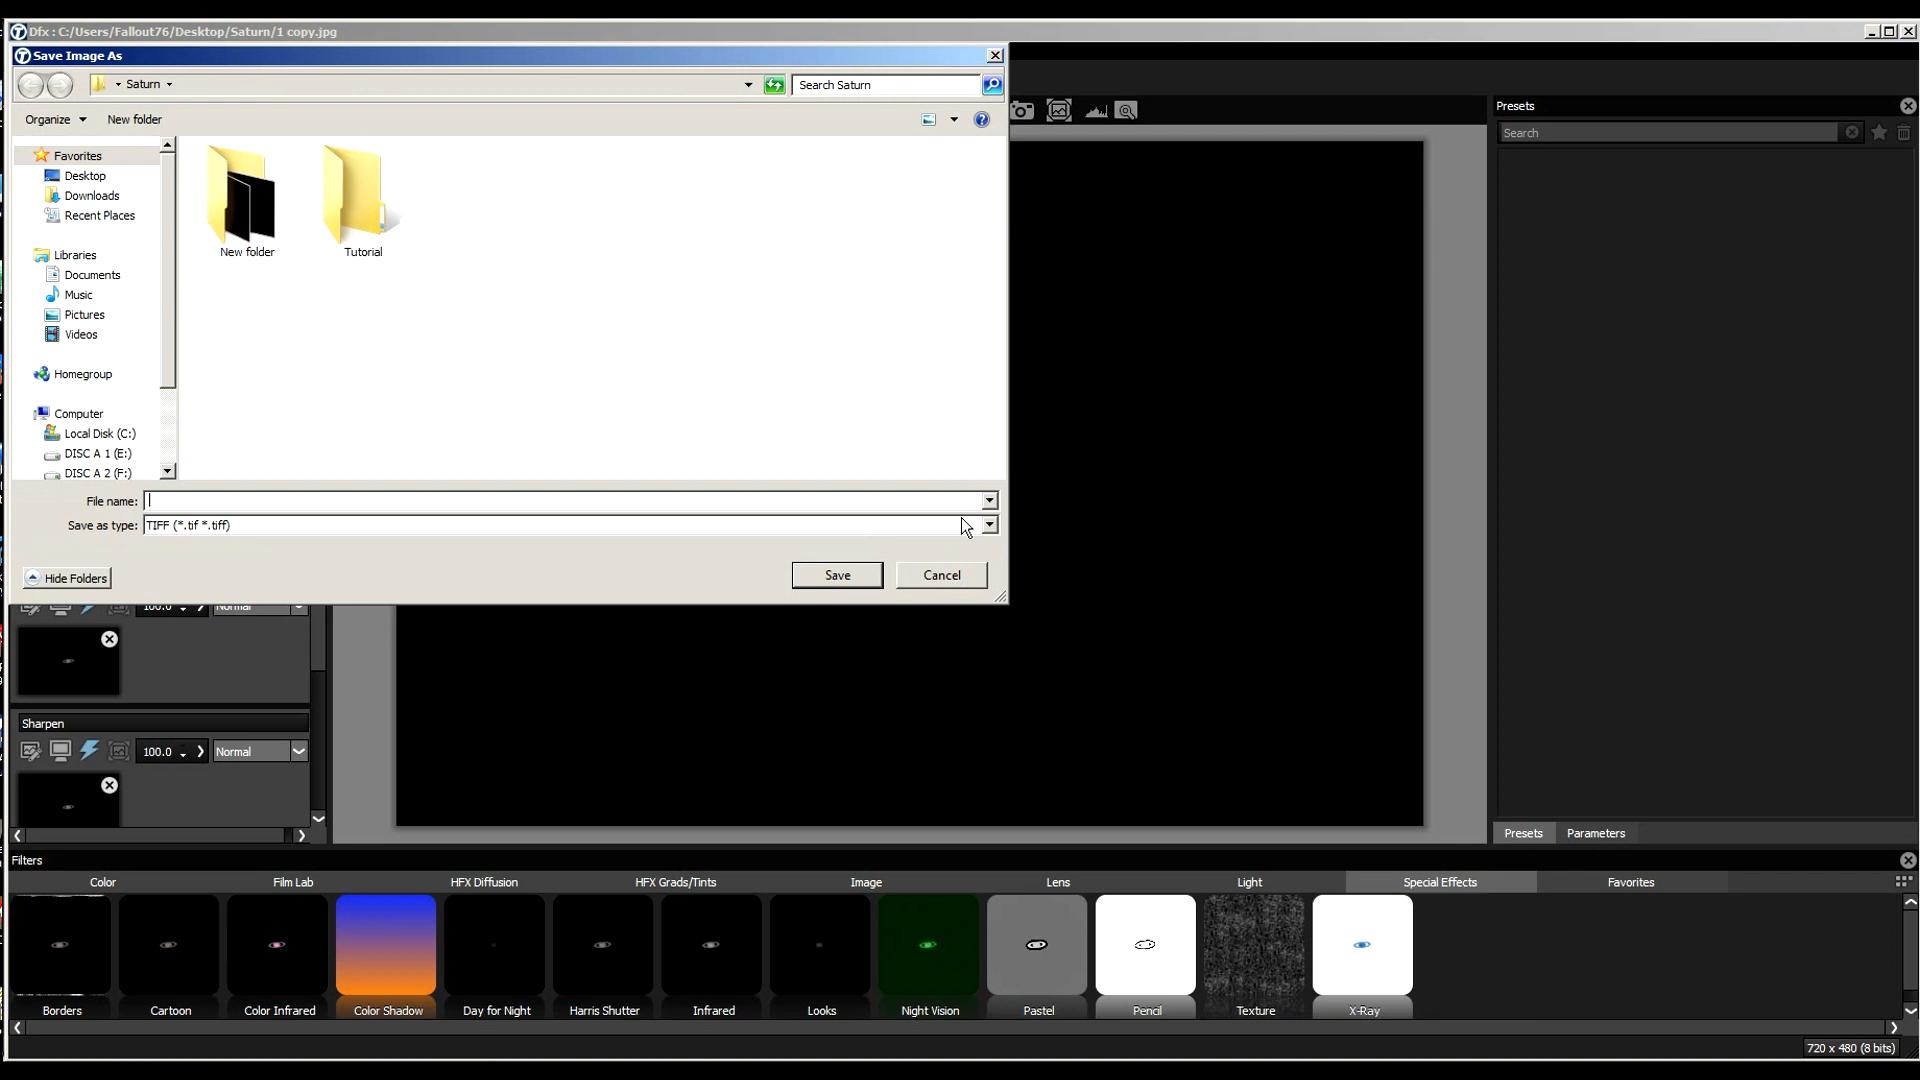 Dfx : C:/Users/Fallout76/Desktop/Saturn/1 copy.jpg
Save Image As
Saturn
Search Saturn
Organize
New folder
Favorites
Desktop
Downloads
Recent Places
Libraries
Documents
Music
Pictures
Videos
Homegroup
Computer
Local Disk (C:)
DISC A 1 (E:)
DISC A 2 (F:)
New folder
Tutorial
File name:
Save as type: TIFF (*.tif *.tiff)
Hide Folders
Save
Cancel
Presets
Search
100.0 Normal
Sharpen
100.0 Normal
Presets Parameters
Filters
Color Film Lab HFX Diffusion HFX Grads/Tints Image Lens Light Special Effects Favorites
Borders Cartoon Color Infrared Color Shadow Day for Night Harris Shutter Infrared Looks Night Vision Pastel Pencil Texture X-Ray
720 x 480 (8 bits)